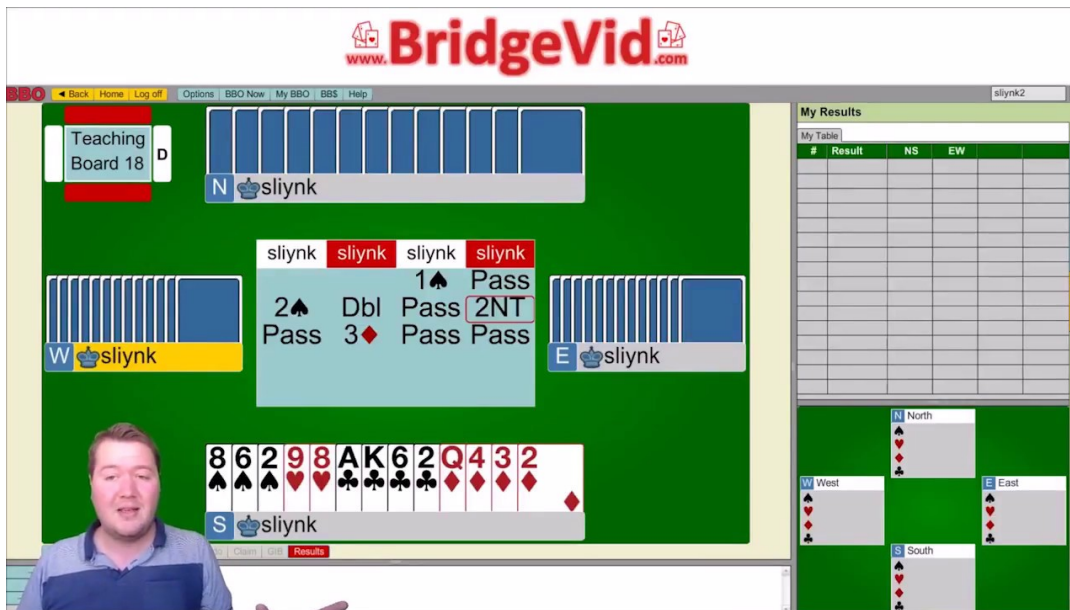 www.BridgeVid.com
BBO ◄ Back Home Log off Options BBO Now My BBO BB$ Help sliynk2
My Results
My Table
# Result NS EW
Teaching
Board 18
D
N sliynk
sliynk sliynk sliynk sliynk
1♠ Pass
2♠ Dbl Pass 2NT
Pass 3♦ Pass Pass
W sliynk
E sliynk
8 6 2 9 8 A K 6 2 Q 4 3 2
♠ ♠ ♠ ♥ ♥ ♣ ♣ ♣ ♣ ♦ ♦ ♦ ♦ ♦
S sliynk
Claim GIB Results
N North
♠
♥
♦
♣
W West
♠
♥
♦
♣
E East
♠
♥
♦
♣
S South
♠
♥
♦
♣